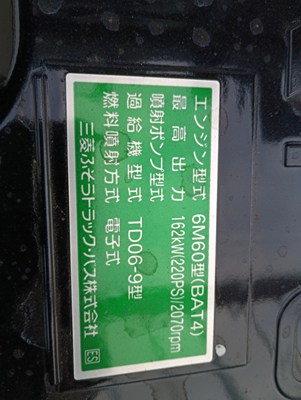 エンジン型式 6M60型(BAT4)
最高出力 162kW(220PS)/2070rpm
噴射ポンプ型式
過給機型式 TD06-9型
燃料噴射方式 電子式
三菱ふそうトラック・バス株式会社 ES